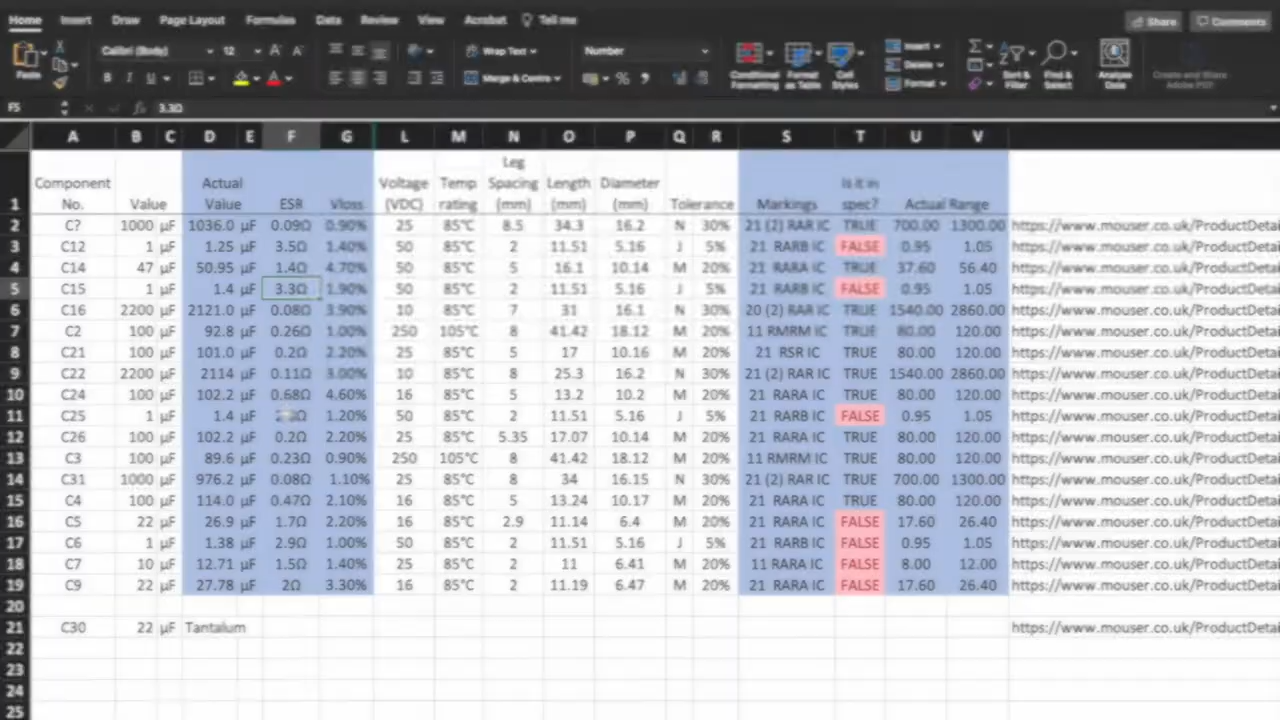 Home Insert Draw Page Layout Formulas Data Review View Acrobat Tell me Share Comments
Calibri (Body) 12 Wrap Text Number Insert
Paste Delete
B I U Merge & Centre Conditional Formatting Format as Table Cell Styles Format Sort & Filter Find & Select Analyse Data Create and Share Adobe PDF
F5 fx 3.3Ω
A B C D E F G L M N O P Q R S T U V
1 Component No. Value Actual Value ESR Vloss Voltage (VDC) Temp rating Leg Spacing (mm) Length (mm) Diameter (mm) Tolerance Markings Is it in spec? Actual Range
2 C? 1000 µF 1036.0 µF 0.09Ω 0.90% 25 85℃ 8.5 34.3 16.2 N 30% 21 (2) RAR IC TRUE 700.00 1300.00 https://www.mouser.co.uk/ProductDetai
3 C12 1 µF 1.25 µF 3.5Ω 1.40% 50 85℃ 2 11.51 5.16 J 5% 21 RARB IC FALSE 0.95 1.05 https://www.mouser.co.uk/ProductDetai
4 C14 47 µF 50.95 µF 1.4Ω 4.70% 50 85℃ 5 16.1 10.14 M 20% 21 RARA IC TRUE 37.60 56.40 https://www.mouser.co.uk/ProductDetai
5 C15 1 µF 1.4 µF 3.3Ω 1.90% 50 85℃ 2 11.51 5.16 J 5% 21 RARB IC FALSE 0.95 1.05 https://www.mouser.co.uk/ProductDetai
6 C16 2200 µF 2121.0 µF 0.08Ω 3.90% 10 85℃ 7 31 16.1 N 30% 20 (2) RAR IC TRUE 1540.00 2860.00 https://www.mouser.co.uk/ProductDetai
7 C2 100 µF 92.8 µF 0.26Ω 1.00% 250 105℃ 8 41.42 18.12 M 20% 11 RMRM IC TRUE 80.00 120.00 https://www.mouser.co.uk/ProductDetai
8 C21 100 µF 101.0 µF 0.2Ω 2.20% 25 85℃ 5 17 10.16 M 20% 21 RSR IC TRUE 80.00 120.00 https://www.mouser.co.uk/ProductDetai
9 C22 2200 µF 2114 µF 0.11Ω 3.00% 10 85℃ 8 25.3 16.2 N 30% 21 (2) RAR IC TRUE 1540.00 2860.00 https://www.mouser.co.uk/ProductDetai
10 C24 100 µF 102.2 µF 0.68Ω 4.60% 16 85℃ 5 13.2 10.2 M 20% 21 RARA IC TRUE 80.00 120.00 https://www.mouser.co.uk/ProductDetai
11 C25 1 µF 1.4 µF Ω 1.20% 50 85℃ 2 11.51 5.16 J 5% 21 RARB IC FALSE 0.95 1.05 https://www.mouser.co.uk/ProductDetai
12 C26 100 µF 102.2 µF 0.2Ω 2.20% 25 85℃ 5.35 17.07 10.14 M 20% 21 RARA IC TRUE 80.00 120.00 https://www.mouser.co.uk/ProductDetai
13 C3 100 µF 89.6 µF 0.23Ω 0.90% 250 105℃ 8 41.42 18.12 M 20% 11 RMRM IC TRUE 80.00 120.00 https://www.mouser.co.uk/ProductDetai
14 C31 1000 µF 976.2 µF 0.08Ω 1.10% 25 85℃ 8 34 16.15 N 30% 21 (2) RAR IC TRUE 700.00 1300.00 https://www.mouser.co.uk/ProductDetai
15 C4 100 µF 114.0 µF 0.47Ω 2.10% 16 85℃ 5 13.24 10.17 M 20% 21 RARA IC TRUE 80.00 120.00 https://www.mouser.co.uk/ProductDetai
16 C5 22 µF 26.9 µF 1.7Ω 2.20% 16 85℃ 2.9 11.14 6.4 M 20% 21 RARA IC FALSE 17.60 26.40 https://www.mouser.co.uk/ProductDetai
17 C6 1 µF 1.38 µF 2.9Ω 1.00% 50 85℃ 2 11.51 5.16 J 5% 21 RARB IC FALSE 0.95 1.05 https://www.mouser.co.uk/ProductDetai
18 C7 10 µF 12.71 µF 1.5Ω 1.40% 25 85℃ 2 11 6.41 M 20% 11 RARA IC FALSE 8.00 12.00 https://www.mouser.co.uk/ProductDetai
19 C9 22 µF 27.78 µF 2Ω 3.30% 16 85℃ 2 11.19 6.47 M 20% 21 RARA IC FALSE 17.60 26.40 https://www.mouser.co.uk/ProductDetai
20
21 C30 22 µF Tantalum https://www.mouser.co.uk/ProductDetai
22
23
24
25